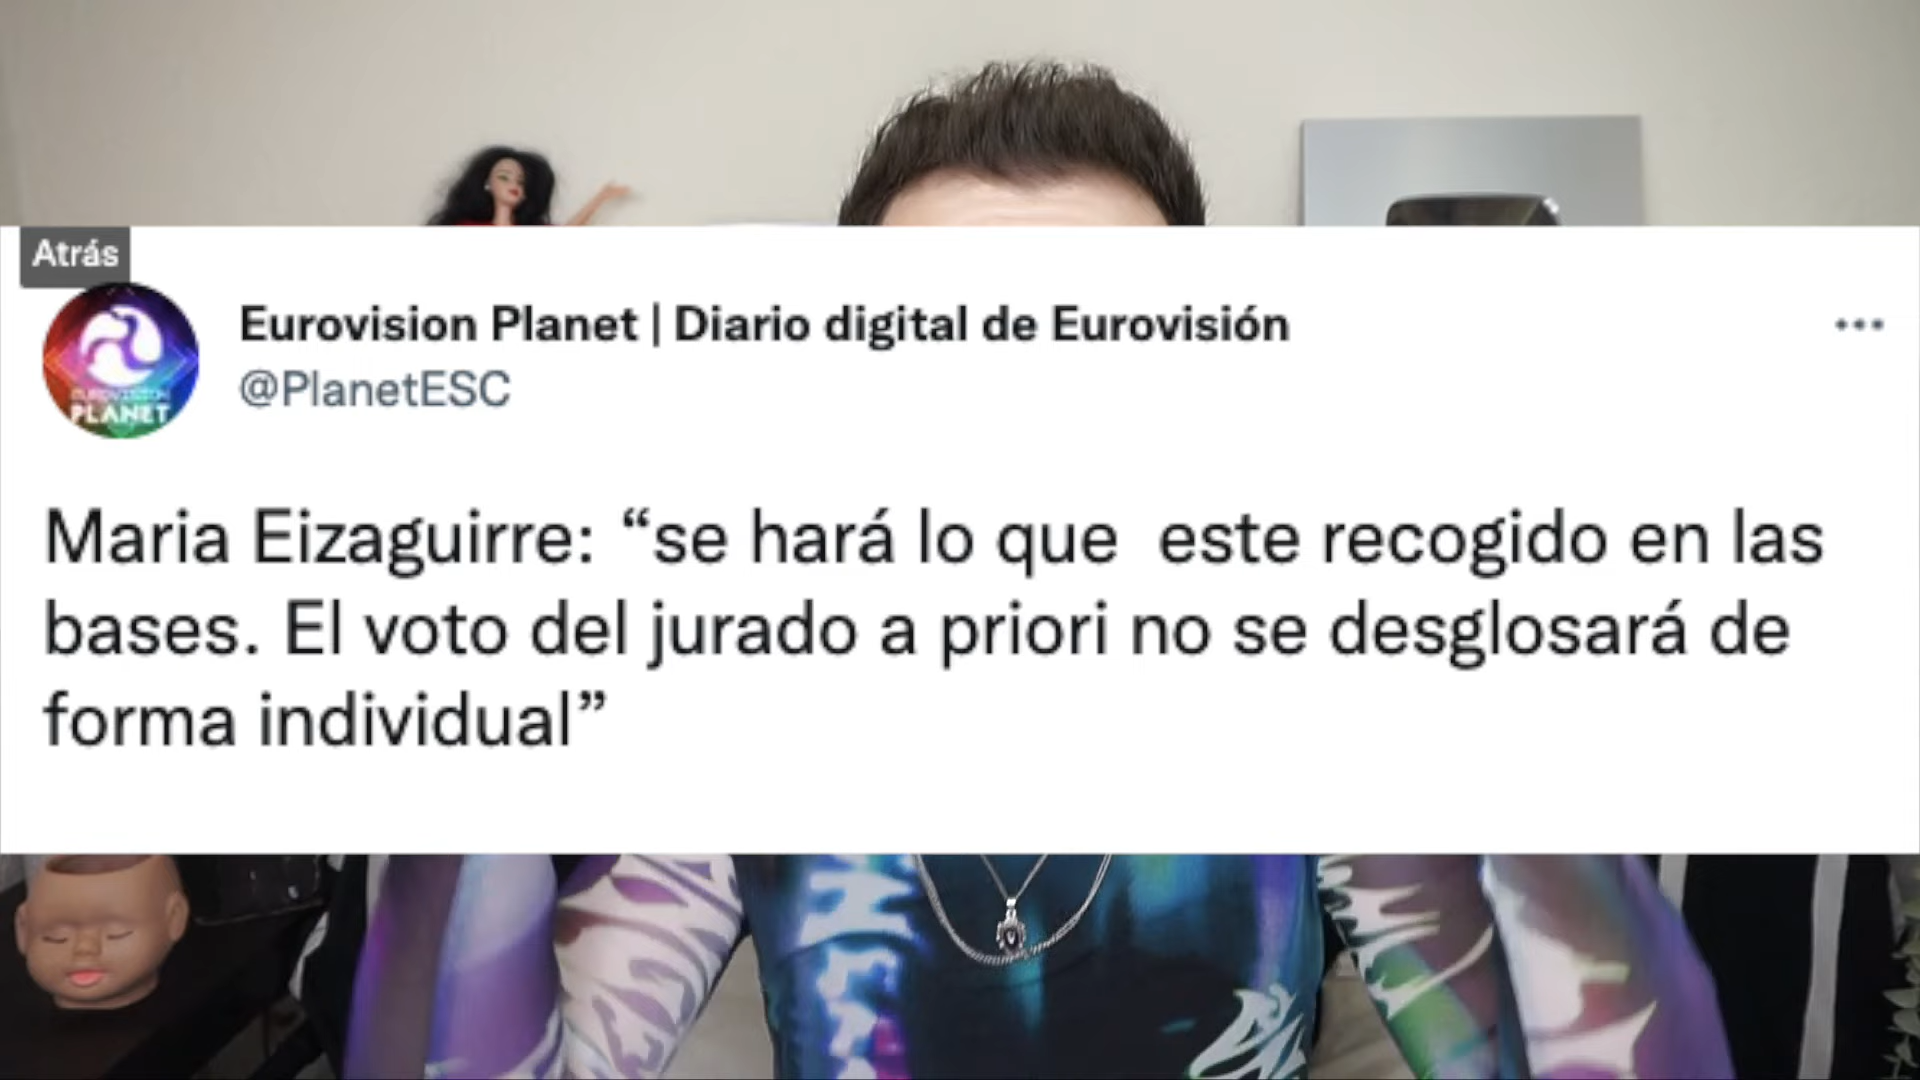 Atrás
Eurovision Planet | Diario digital de Eurovisión
@PlanetESC
PLANET
Maria Eizaguirre: “se hará lo que  este recogido en las
bases. El voto del jurado a priori no se desglosará de
forma individual”